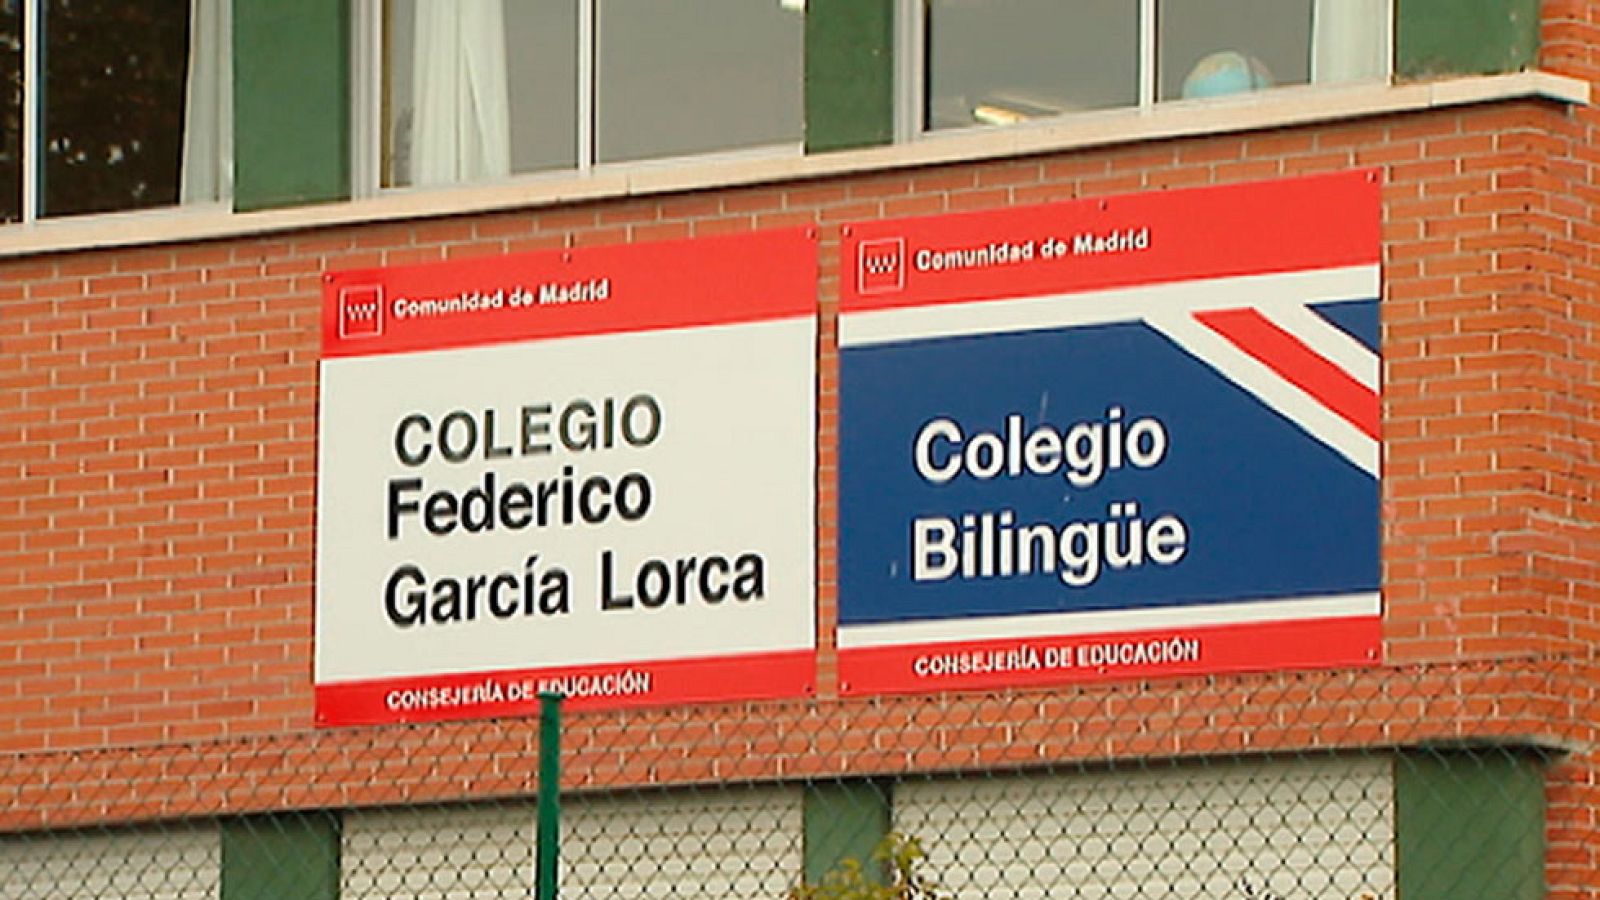 Comunidad de Madrid
COLEGIO
Federico
García Lorca
CONSEJERÍA DE EDUCACIÓN
Comunidad de Madrid
Colegio
Bilingüe
CONSEJERÍA DE EDUCACIÓN